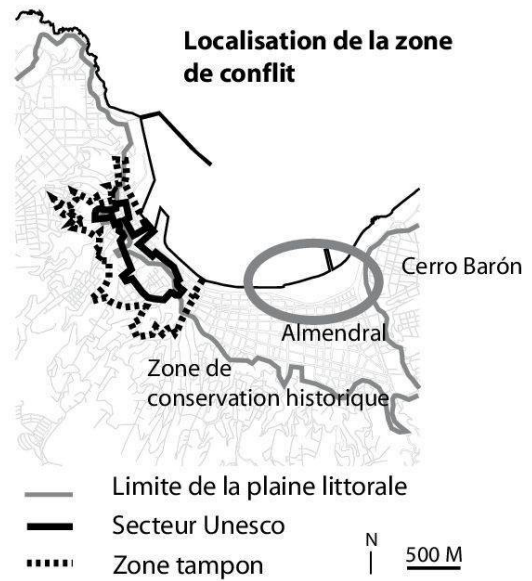 Localisation de la zone
de conflit
Cerro Barón
Almendral
Zone de
conservation historique
Limite de la plaine littorale
Secteur Unesco
Zone tampon
N
500 M